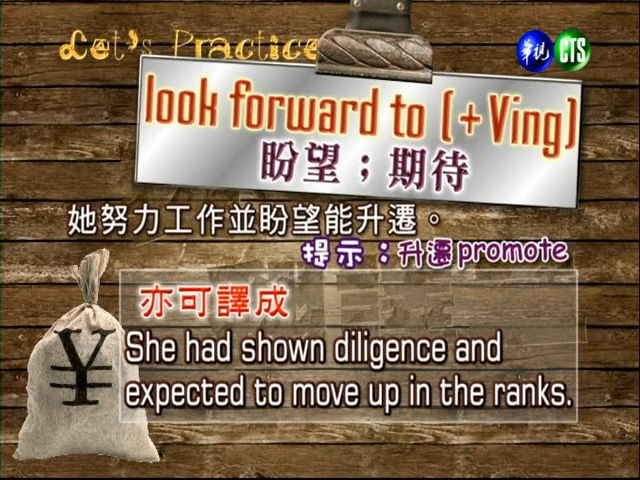 Let's Practice
華視 CTS
look forward to (+Ving)
盼望；期待
她努力工作並盼望能升遷。
提示：升遷promote
亦可譯成
She had shown diligence and
expected to move up in the ranks.
¥